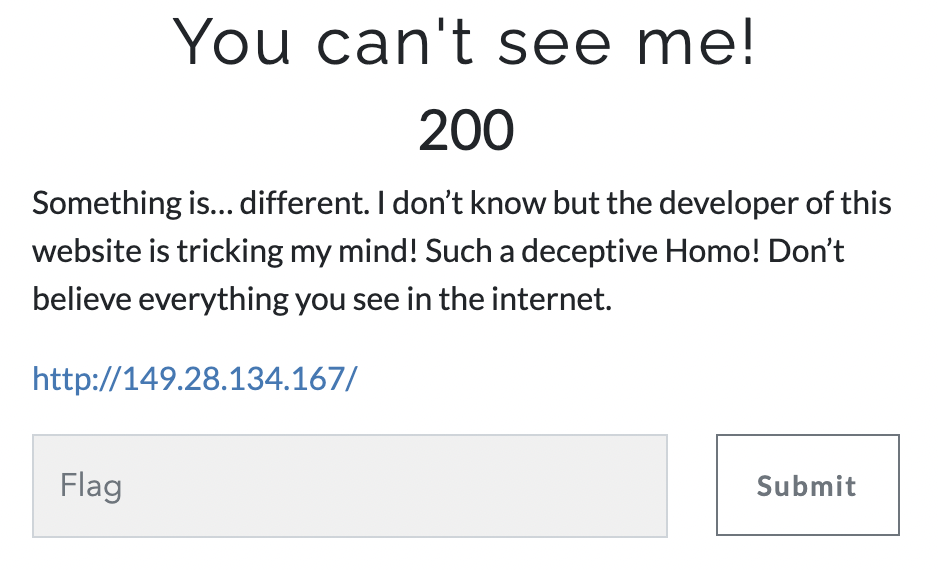 You can't see me!
200
Something is... different. I don’t know but the developer of this
website is tricking my mind! Such a deceptive Homo! Don’t
believe everything you see in the internet.
http://149.28.134.167/
Flag
Submit